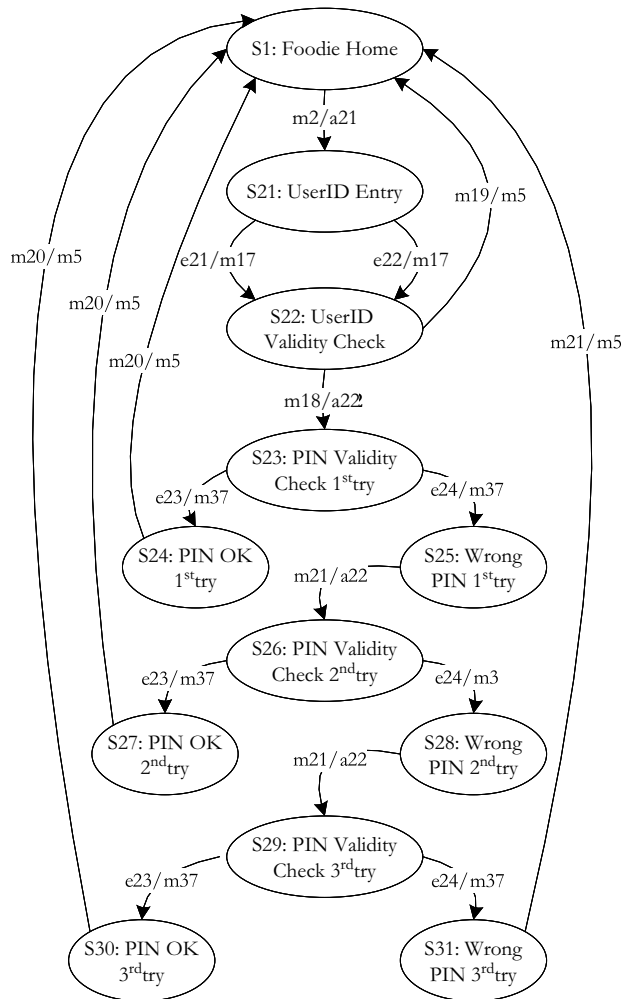 S1: Foodie Home
m2/a21
S21: UserID Entry
m19/m5
e21/m17
e22/m17
m20/m5
m20/m5
S22: UserID
Validity Check
m21/m5
m20/m5
m18/a22
S23: PIN Validity
Check 1st try
e23/m37
e24/m37
S24: PIN OK
1st try
S25: Wrong
PIN 1st try
m21/a22
S26: PIN Validity
Check 2nd try
e23/m37
e24/m3
S27: PIN OK
2nd try
S28: Wrong
PIN 2nd try
m21/a22
S29: PIN Validity
Check 3rd try
e23/m37
e24/m37
S30: PIN OK
3rd try
S31: Wrong
PIN 3rd try